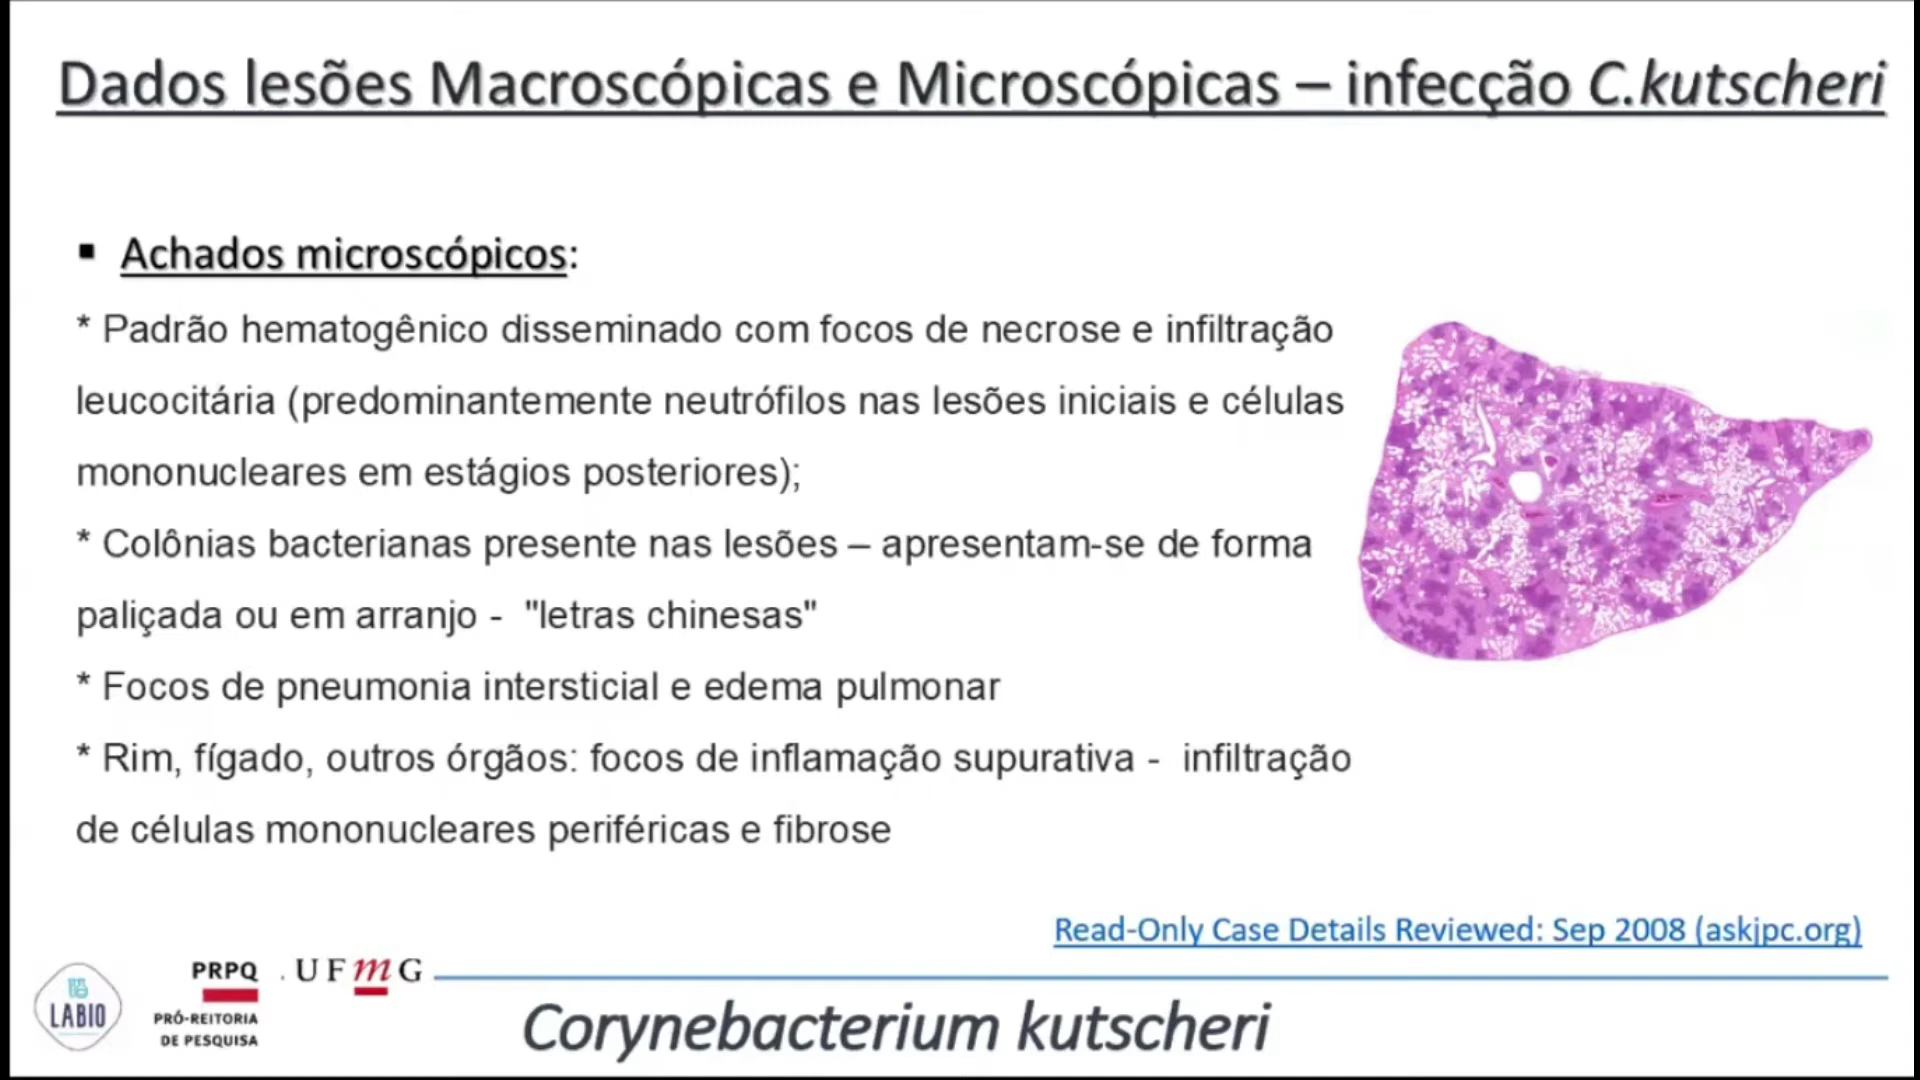 Dados lesões Macroscópicas e Microscópicas – infecção C.kutscheri
▪ Achados microscópicos:
* Padrão hematogênico disseminado com focos de necrose e infiltração
leucocitária (predominantemente neutrófilos nas lesões iniciais e células
mononucleares em estágios posteriores);
* Colônias bacterianas presente nas lesões – apresentam-se de forma
paliçada ou em arranjo - "letras chinesas"
* Focos de pneumonia intersticial e edema pulmonar
* Rim, fígado, outros órgãos: focos de inflamação supurativa - infiltração
de células mononucleares periféricas e fibrose
Read-Only Case Details Reviewed: Sep 2008 (askjpc.org)
LABIO
PRPQ
PRÓ-REITORIA
DE PESQUISA
UFmG
Corynebacterium kutscheri